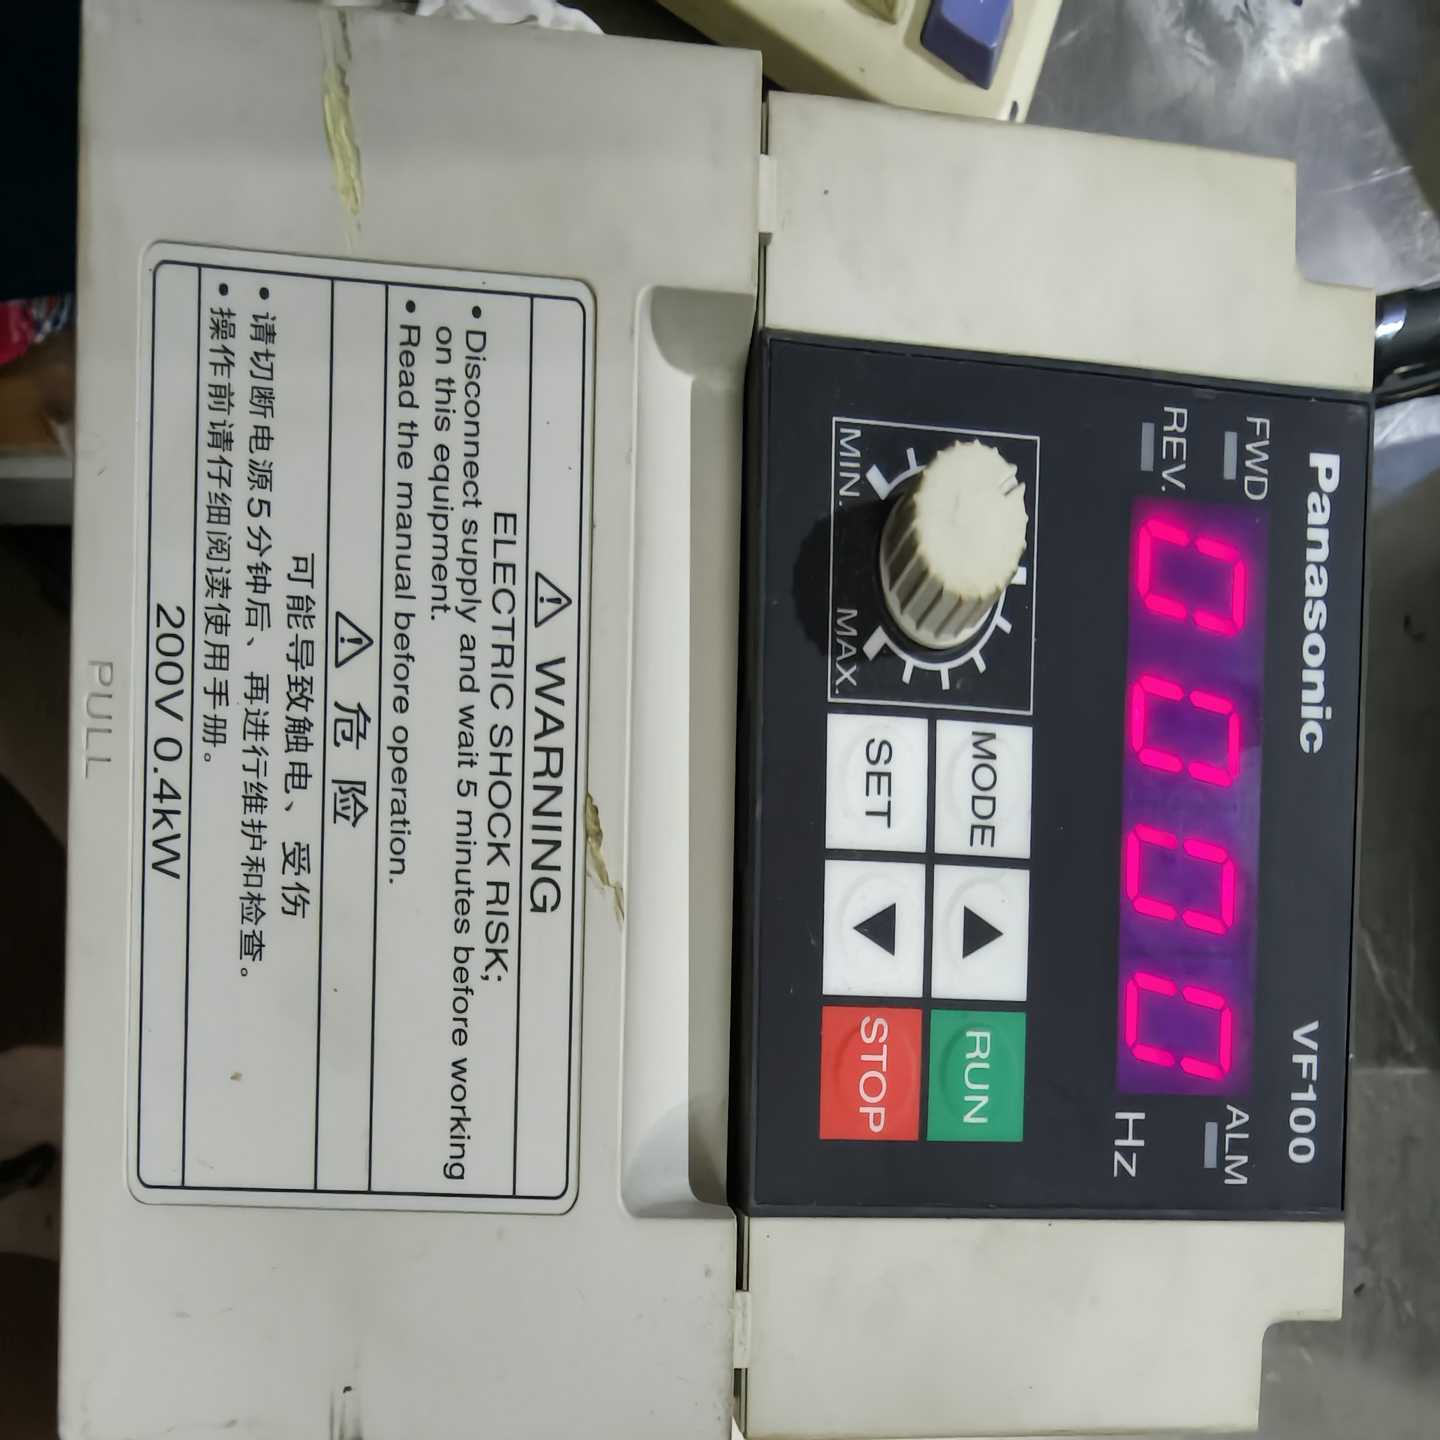 Panasonic
VF100
FWD
REV.
0000
ALM
Hz
MIN.
MAX.
MODE
▲
RUN
SET
▼
STOP
⚠ WARNING
ELECTRIC SHOCK RISK;
• Disconnect supply and wait 5 minutes before working
on this equipment.
• Read the manual before operation.
⚠ 危 险
可能导致触电、受伤
• 请切断电源5分钟后、再进行维护和检查。
• 操作前请仔细阅读使用手册。
200V 0.4kW
PULL